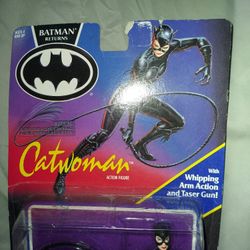 BATMAN
RETURNS
Catwoman
ACTION FIGURE
With
Whipping
Arm Action
and Taser Gun!